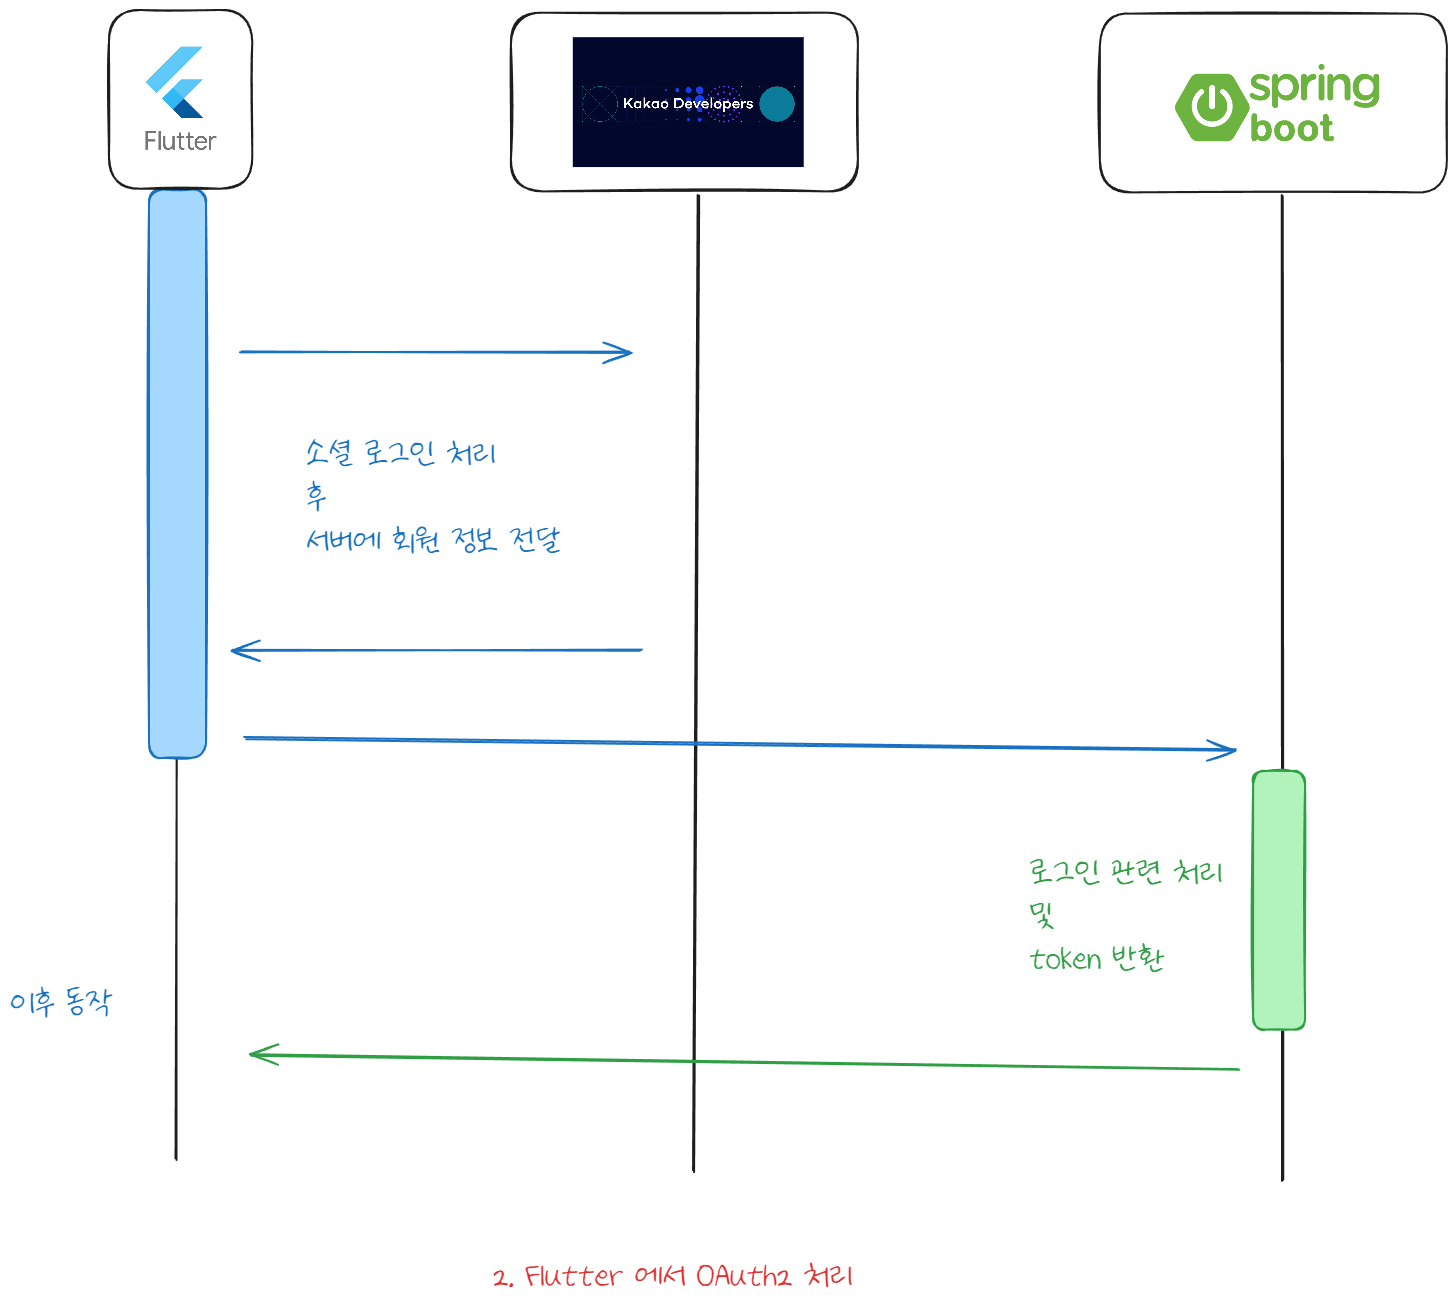 Flutter
Kakao Developers
spring
boot
소셜 로그인 처리
후
서버에 회원 정보 전달
로그인 관련 처리
및
token 반환
이후 동작
2. Flutter 에서 OAuth2 처리